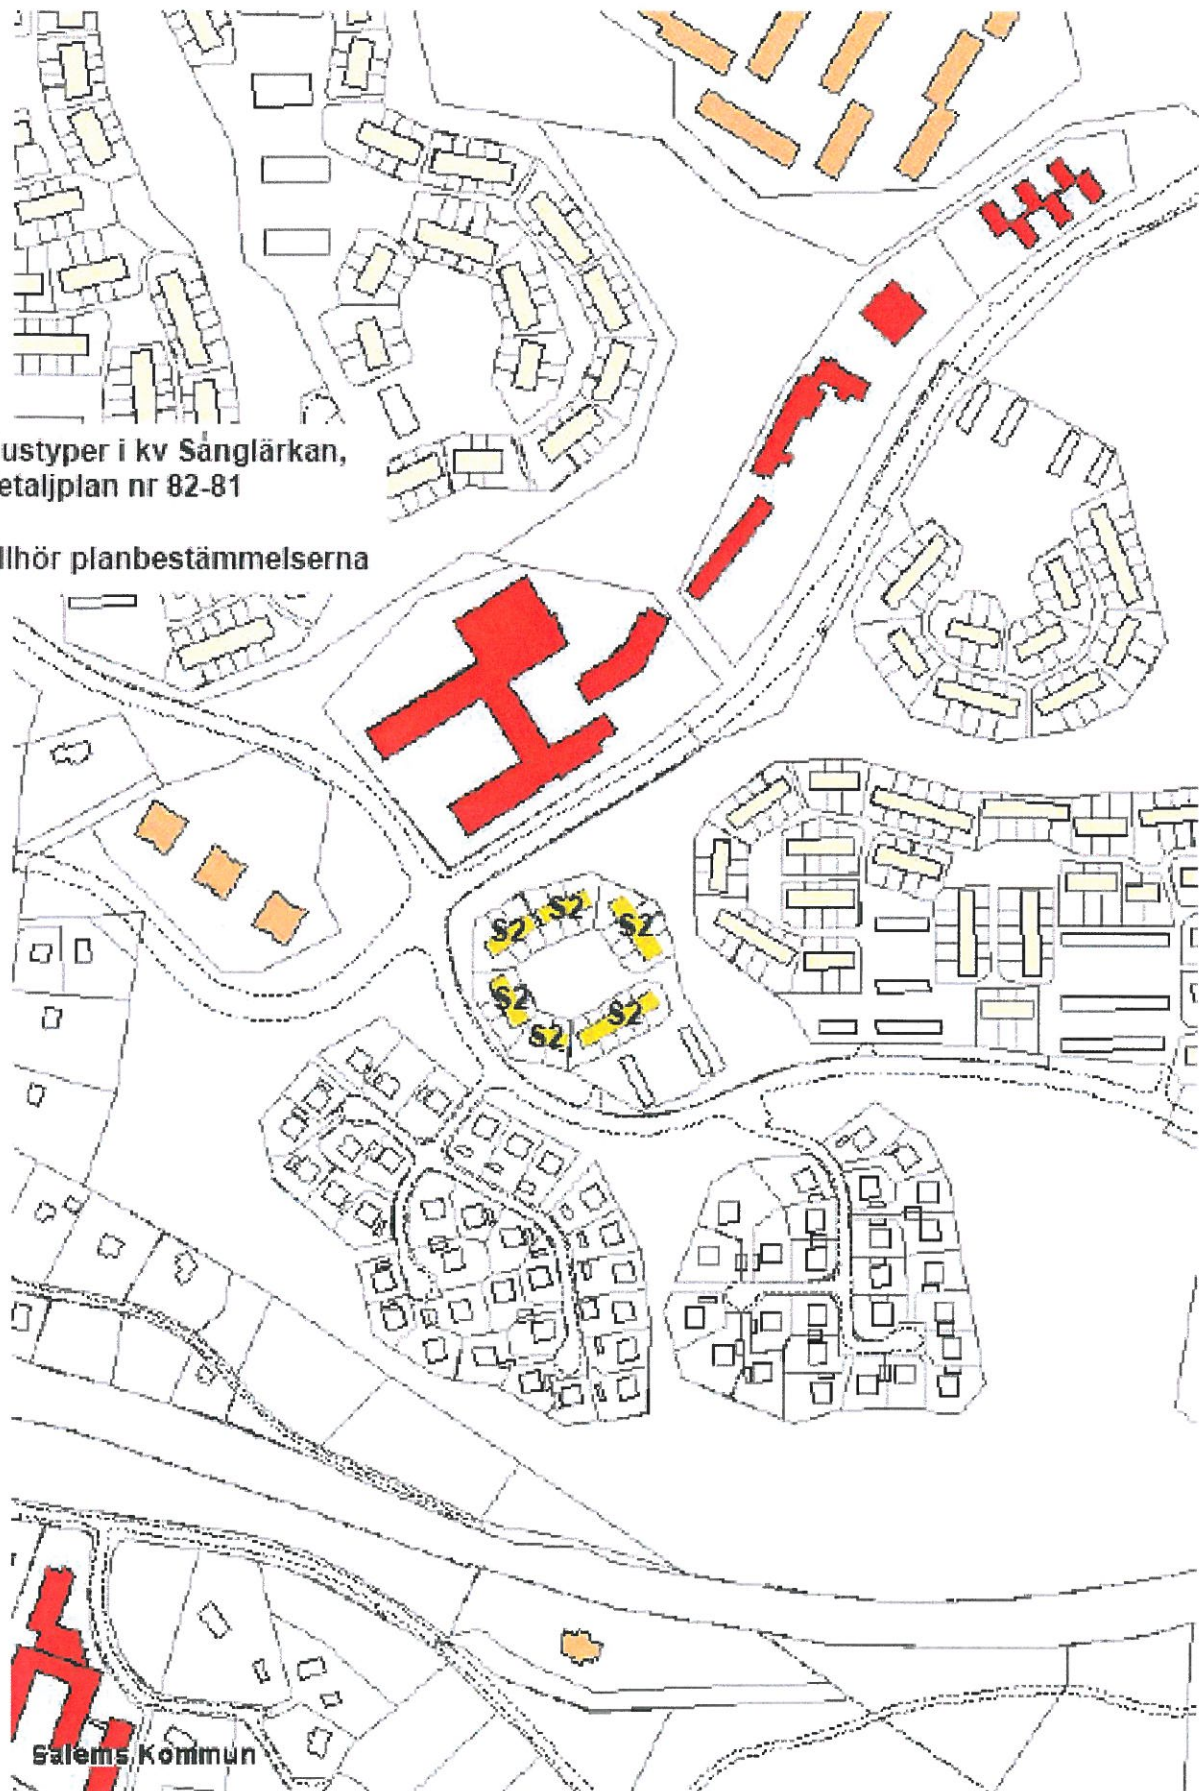 ustyper i kv Sånglärkan,
etaljplan nr 82-81
llhör planbestämmelserna
S2
S2
S2
S2
S2
S2
Salems Kommun